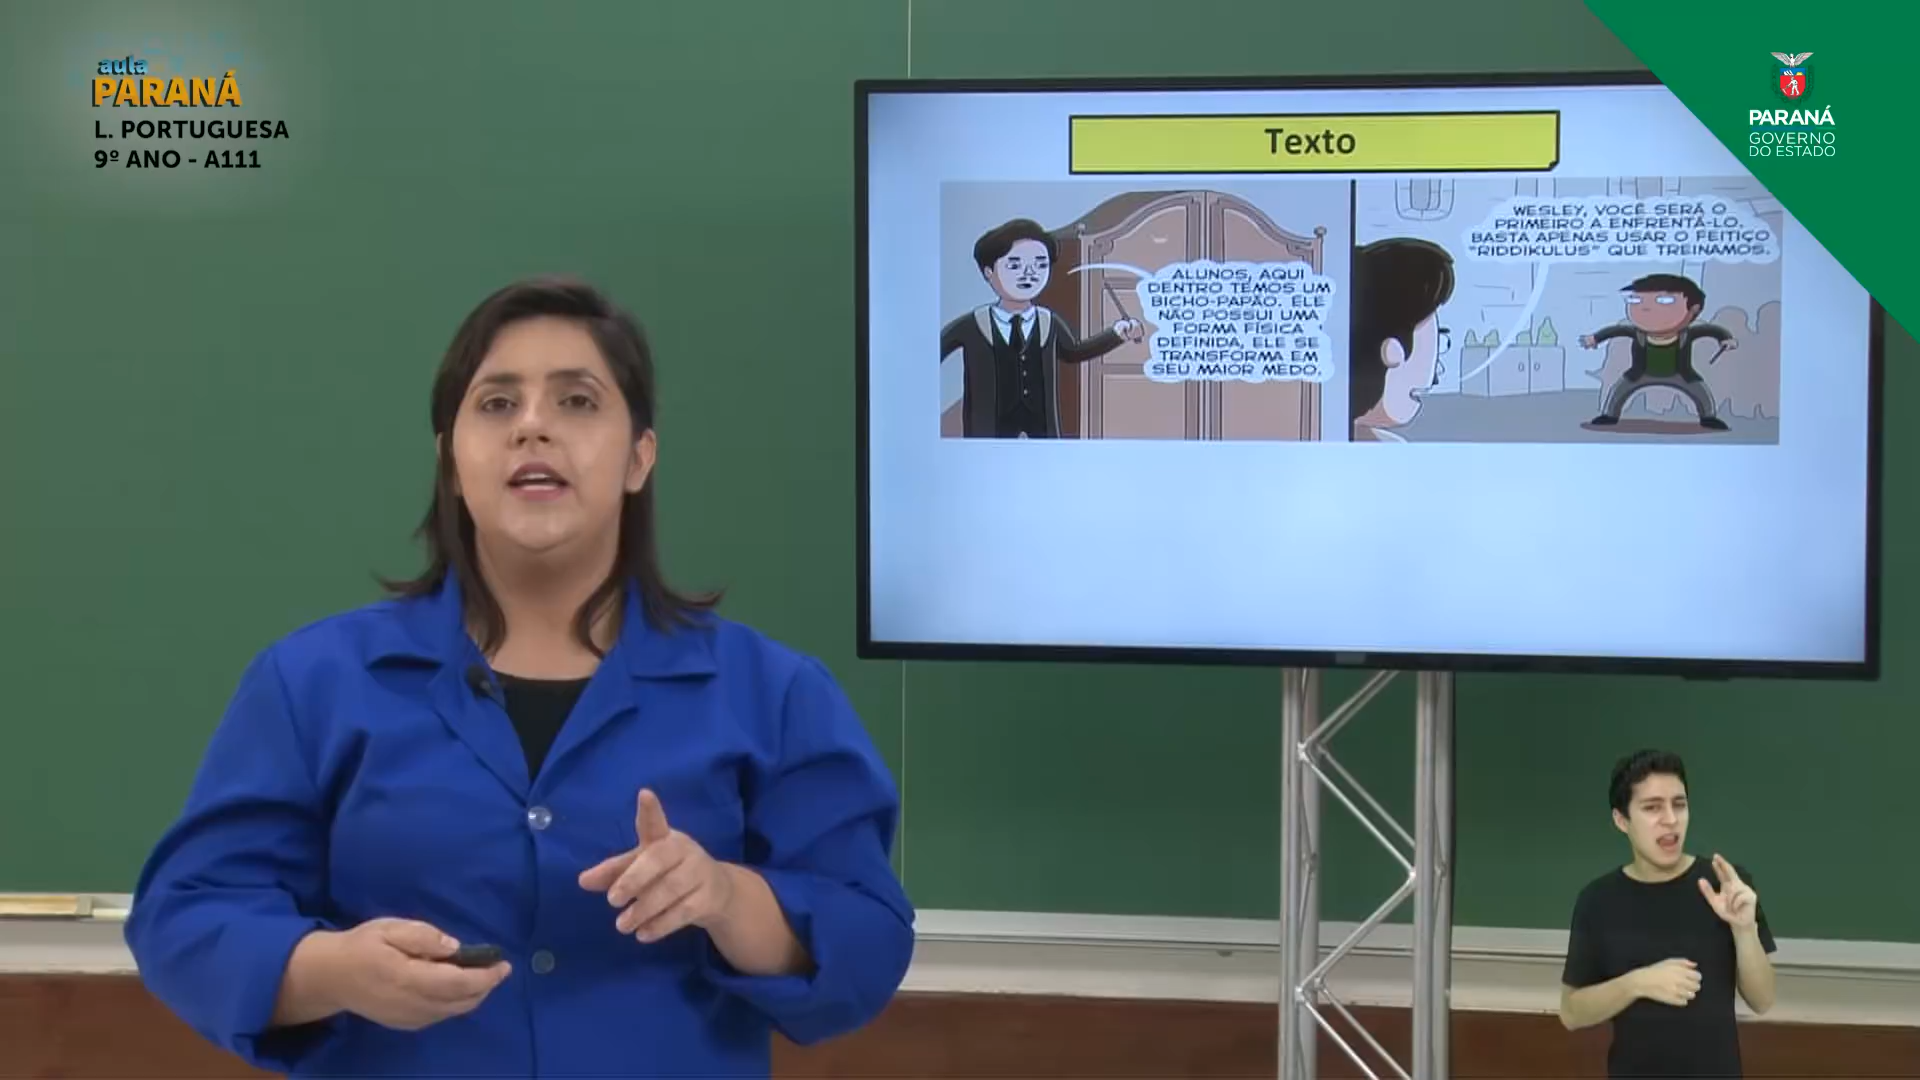 aula
PARANÁ
L. PORTUGUESA
9º ANO - A111
Texto
ALUNOS, AQUI
DENTRO TEMOS UM
BICHO-PAPÃO. ELE
NÃO POSSUI UMA
FORMA FÍSICA
DEFINIDA, ELE SE
TRANSFORMA EM
SEU MAIOR MEDO.
WESLEY, VOCÊ SERÁ O
PRIMEIRO A ENFRENTÁ-LO.
BASTA APENAS USAR O FEITIÇO
"RIDDIKULUS" QUE TREINAMOS.
PARANÁ
GOVERNO
DO ESTADO